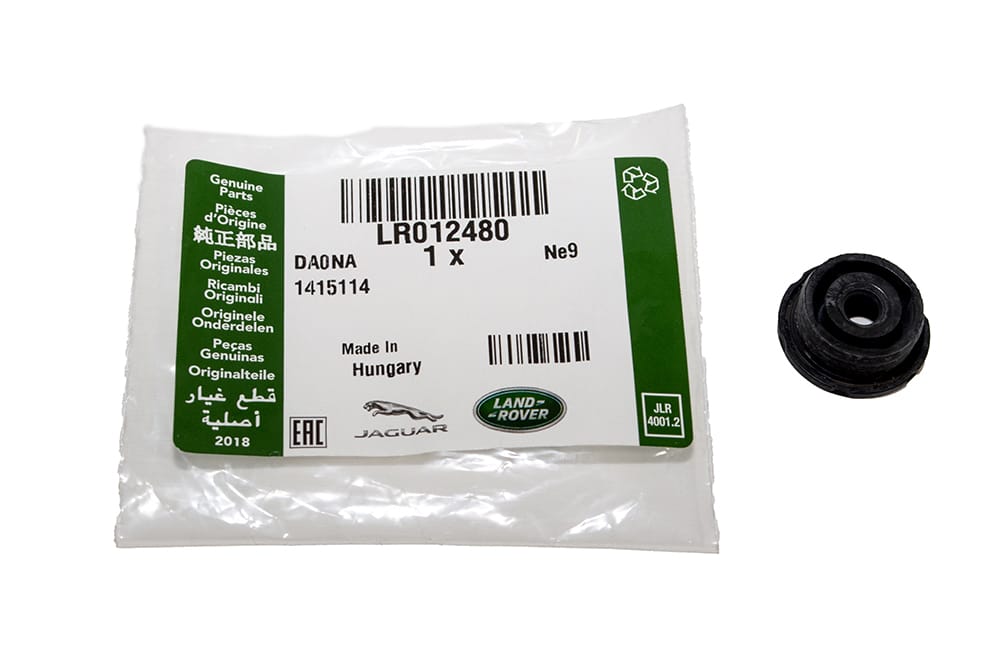 Genuine
Parts
Pièces
d'Origine
純正部品
Piezas
Originales
Ricambi
Originali
Originele
Onderdelen
Peças
Genuinas
Originalteile
قطع غيار
أصلية
2018
LR012480
1 x
Ne9
DA0NA
1415114
Made In
Hungary
EAC
JAGUAR
LAND-
-ROVER
JLR
4001.2